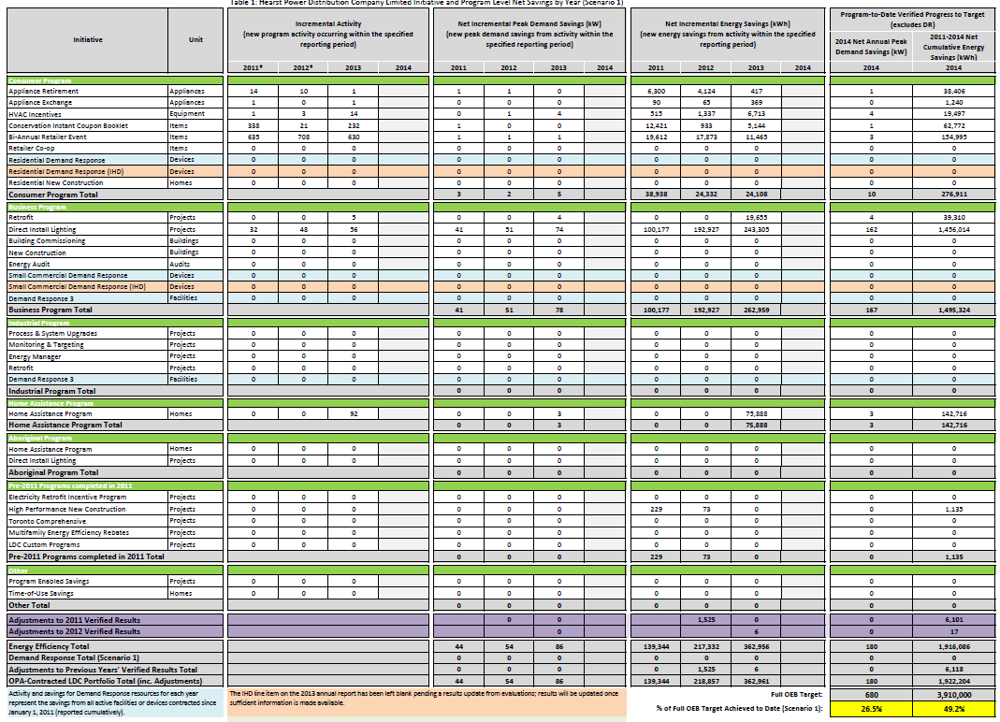 Table 1: Hearst Power Distribution Company Limited Initiative and Program Level Net Savings by Year (Scenario 1)
Initiative Unit Incremental Activity (new program activity occurring within the specified reporting period) Net Incremental Peak Demand Savings (kW) (new peak demand savings from activity within the specified reporting period) Net Incremental Energy Savings (kWh) (new energy savings from activity within the specified reporting period) Program-to-Date Verified Progress to Target (excludes DR)
2014 Net Annual Peak Demand Savings (kW) 2011-2014 Net Cumulative Energy Savings (kWh)
2011* 2012* 2013 2014 2011 2012 2013 2014 2011 2012 2013 2014 2014 2014
Consumer Program
Appliance Retirement Appliances 14 10 1 1 1 0 6,300 4,124 417 1 38,406
Appliance Exchange Appliances 1 0 1 0 0 0 90 65 369 0 1,240
HVAC Incentives Equipment 1 3 14 0 1 4 515 1,337 6,713 4 19,497
Conservation Instant Coupon Booklet Items 338 21 232 1 0 0 12,421 933 5,144 1 62,772
Bi-Annual Retailer Event Items 635 708 630 1 1 1 19,612 17,873 11,465 3 154,995
Retailer Co-op Items 0 0 0 0 0 0 0 0 0 0 0
Residential Demand Response Devices 0 0 0 0 0 0 0 0 0 0 0
Residential Demand Response (IHD) Devices 0 0 0 0 0 0 0 0 0 0 0
Residential New Construction Homes 0 0 0 0 0 0 0 0 0 0 0
Consumer Program Total 3 2 5 38,938 24,332 24,108 10 276,911
Business Program
Retrofit Projects 0 0 5 0 0 4 0 0 19,655 4 39,310
Direct Install Lighting Projects 32 48 56 41 51 74 100,177 192,927 243,305 162 1,456,014
Building Commissioning Buildings 0 0 0 0 0 0 0 0 0 0 0
New Construction Buildings 0 0 0 0 0 0 0 0 0 0 0
Energy Audit Audits 0 0 0 0 0 0 0 0 0 0 0
Small Commercial Demand Response Devices 0 0 0 0 0 0 0 0 0 0 0
Small Commercial Demand Response (IHD) Devices 0 0 0 0 0 0 0 0 0 0 0
Demand Response 3 Facilities 0 0 0 0 0 0 0 0 0 0 0
Business Program Total 41 51 78 100,177 192,927 262,959 167 1,495,324
Industrial Program
Process & System Upgrades Projects 0 0 0 0 0 0 0 0 0 0 0
Monitoring & Targeting Projects 0 0 0 0 0 0 0 0 0 0 0
Energy Manager Projects 0 0 0 0 0 0 0 0 0 0 0
Retrofit Projects 0 0 0 0 0 0 0 0 0 0 0
Demand Response 3 Facilities 0 0 0 0 0 0 0 0 0 0 0
Industrial Program Total 0 0 0 0 0 0 0 0
Home Assistance Program
Home Assistance Program Homes 0 0 92 0 0 3 0 0 75,888 3 142,716
Home Assistance Program Total 0 0 3 0 0 75,888 3 142,716
Aboriginal Program
Home Assistance Program Homes 0 0 0 0 0 0 0 0 0 0 0
Direct Install Lighting Projects 0 0 0 0 0 0 0 0 0 0 0
Aboriginal Program Total 0 0 0 0 0 0 0 0
Pre-2011 Programs completed in 2011
Electricity Retrofit Incentive Program Projects 0 0 0 0 0 0 0 0 0 0 0
High Performance New Construction Projects 0 0 0 0 0 0 229 73 0 0 1,135
Toronto Comprehensive Projects 0 0 0 0 0 0 0 0 0 0 0
Multifamily Energy Efficiency Rebates Projects 0 0 0 0 0 0 0 0 0 0 0
LDC Custom Programs Projects 0 0 0 0 0 0 0 0 0 0 0
Pre-2011 Programs completed in 2011 Total 0 0 0 229 73 0 0 1,135
Other
Program Enabled Savings Projects 0 0 0 0 0 0 0 0 0 0 0
Time-of-Use Savings Homes 0 0 0 0 0 0 0 0 0 0 0
Other Total 0 0 0 0 0 0 0 0
Adjustments to 2011 Verified Results 0 0 1,525 0 0 6,101
Adjustments to 2012 Verified Results 0 6 0 17
Energy Efficiency Total 44 54 86 139,344 217,332 362,956 180 1,916,086
Demand Response Total (Scenario 1) 0 0 0 0 0 0 0 0
Adjustments to Previous Years' Verified Results Total 0 0 0 0 1,525 6 0 6,118
OPA-Contracted LDC Portfolio Total (inc. Adjustments) 44 54 86 139,344 218,857 362,961 180 1,922,204
Activity and savings for Demand Response resources for each year
represent the savings from all active facilities or devices contracted since
January 1, 2011 (reported cumulatively).
The IHD line item on the 2013 annual report has been left blank pending a results update from evaluations; results will be updated once
sufficient information is made available.
Full OEB Target: 680 3,910,000
% of Full OEB Target Achieved to Date (Scenario 1): 26.5% 49.2%